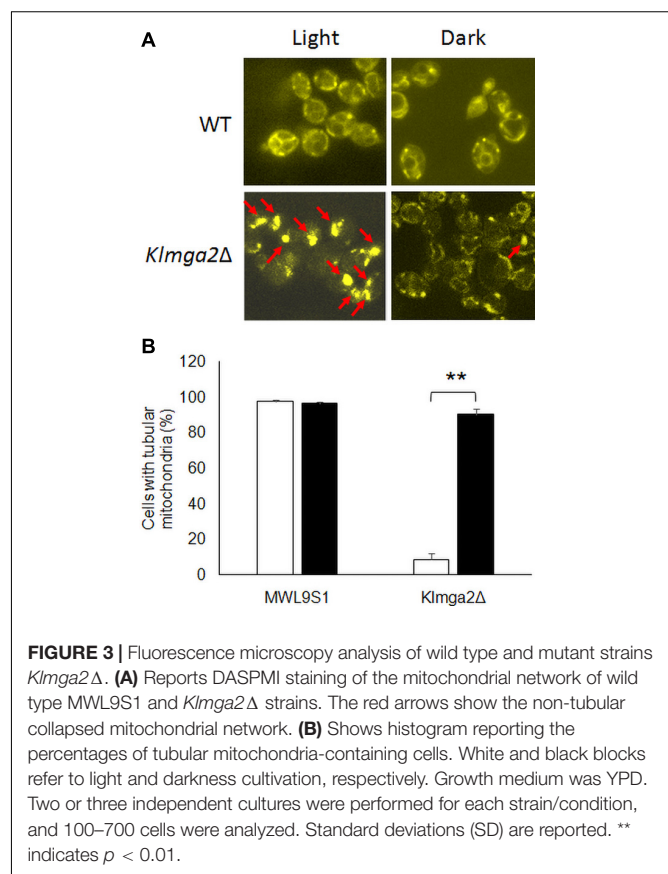 A
Light
Dark
WT
Klmga2Δ
B
120
100
80
60
40
20
0
Cells with tubular
mitochondria (%)
**
MWL9S1
Klmga2Δ
FIGURE 3 | Fluorescence microscopy analysis of wild type and mutant strains
Klmga2Δ. (A) Reports DASPMI staining of the mitochondrial network of wild
type MWL9S1 and Klmga2Δ strains. The red arrows show the non-tubular
collapsed mitochondrial network. (B) Shows histogram reporting the
percentages of tubular mitochondria-containing cells. White and black blocks
refer to light and darkness cultivation, respectively. Growth medium was YPD.
Two or three independent cultures were performed for each strain/condition,
and 100–700 cells were analyzed. Standard deviations (SD) are reported. **
indicates p < 0.01.